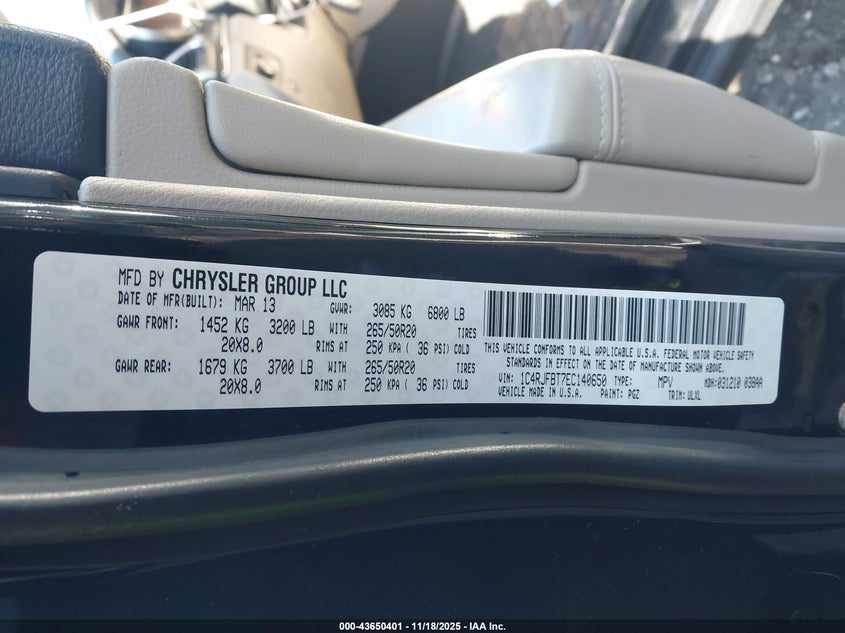 MFD BY CHRYSLER GROUP LLC
DATE OF MFR(BUILT): MAR 13 GVWR: 3085 KG 6800 LB
GAWR FRONT: 1452 KG 3200 LB WITH 265/50R20 TIRES
20X8.0 RIMS AT 250 KPA ( 36 PSI) COLD
GAWR REAR: 1679 KG 3700 LB WITH 265/50R20 TIRES
20X8.0 RIMS AT 250 KPA ( 36 PSI) COLD
THIS VEHICLE CONFORMS TO ALL APPLICABLE U.S.A. FEDERAL MOTOR VEHICLE SAFETY
STANDARDS IN EFFECT ON THE DATE OF MANUFACTURE SHOWN ABOVE.
VIN: 1C4RJFBT7EC140650 TYPE: MPV MDH: 031210 038AA
VEHICLE MADE IN U.S.A. PAINT: PGZ TRIM: ULXL
000-43650401 - 11/18/2025 - IAA Inc.